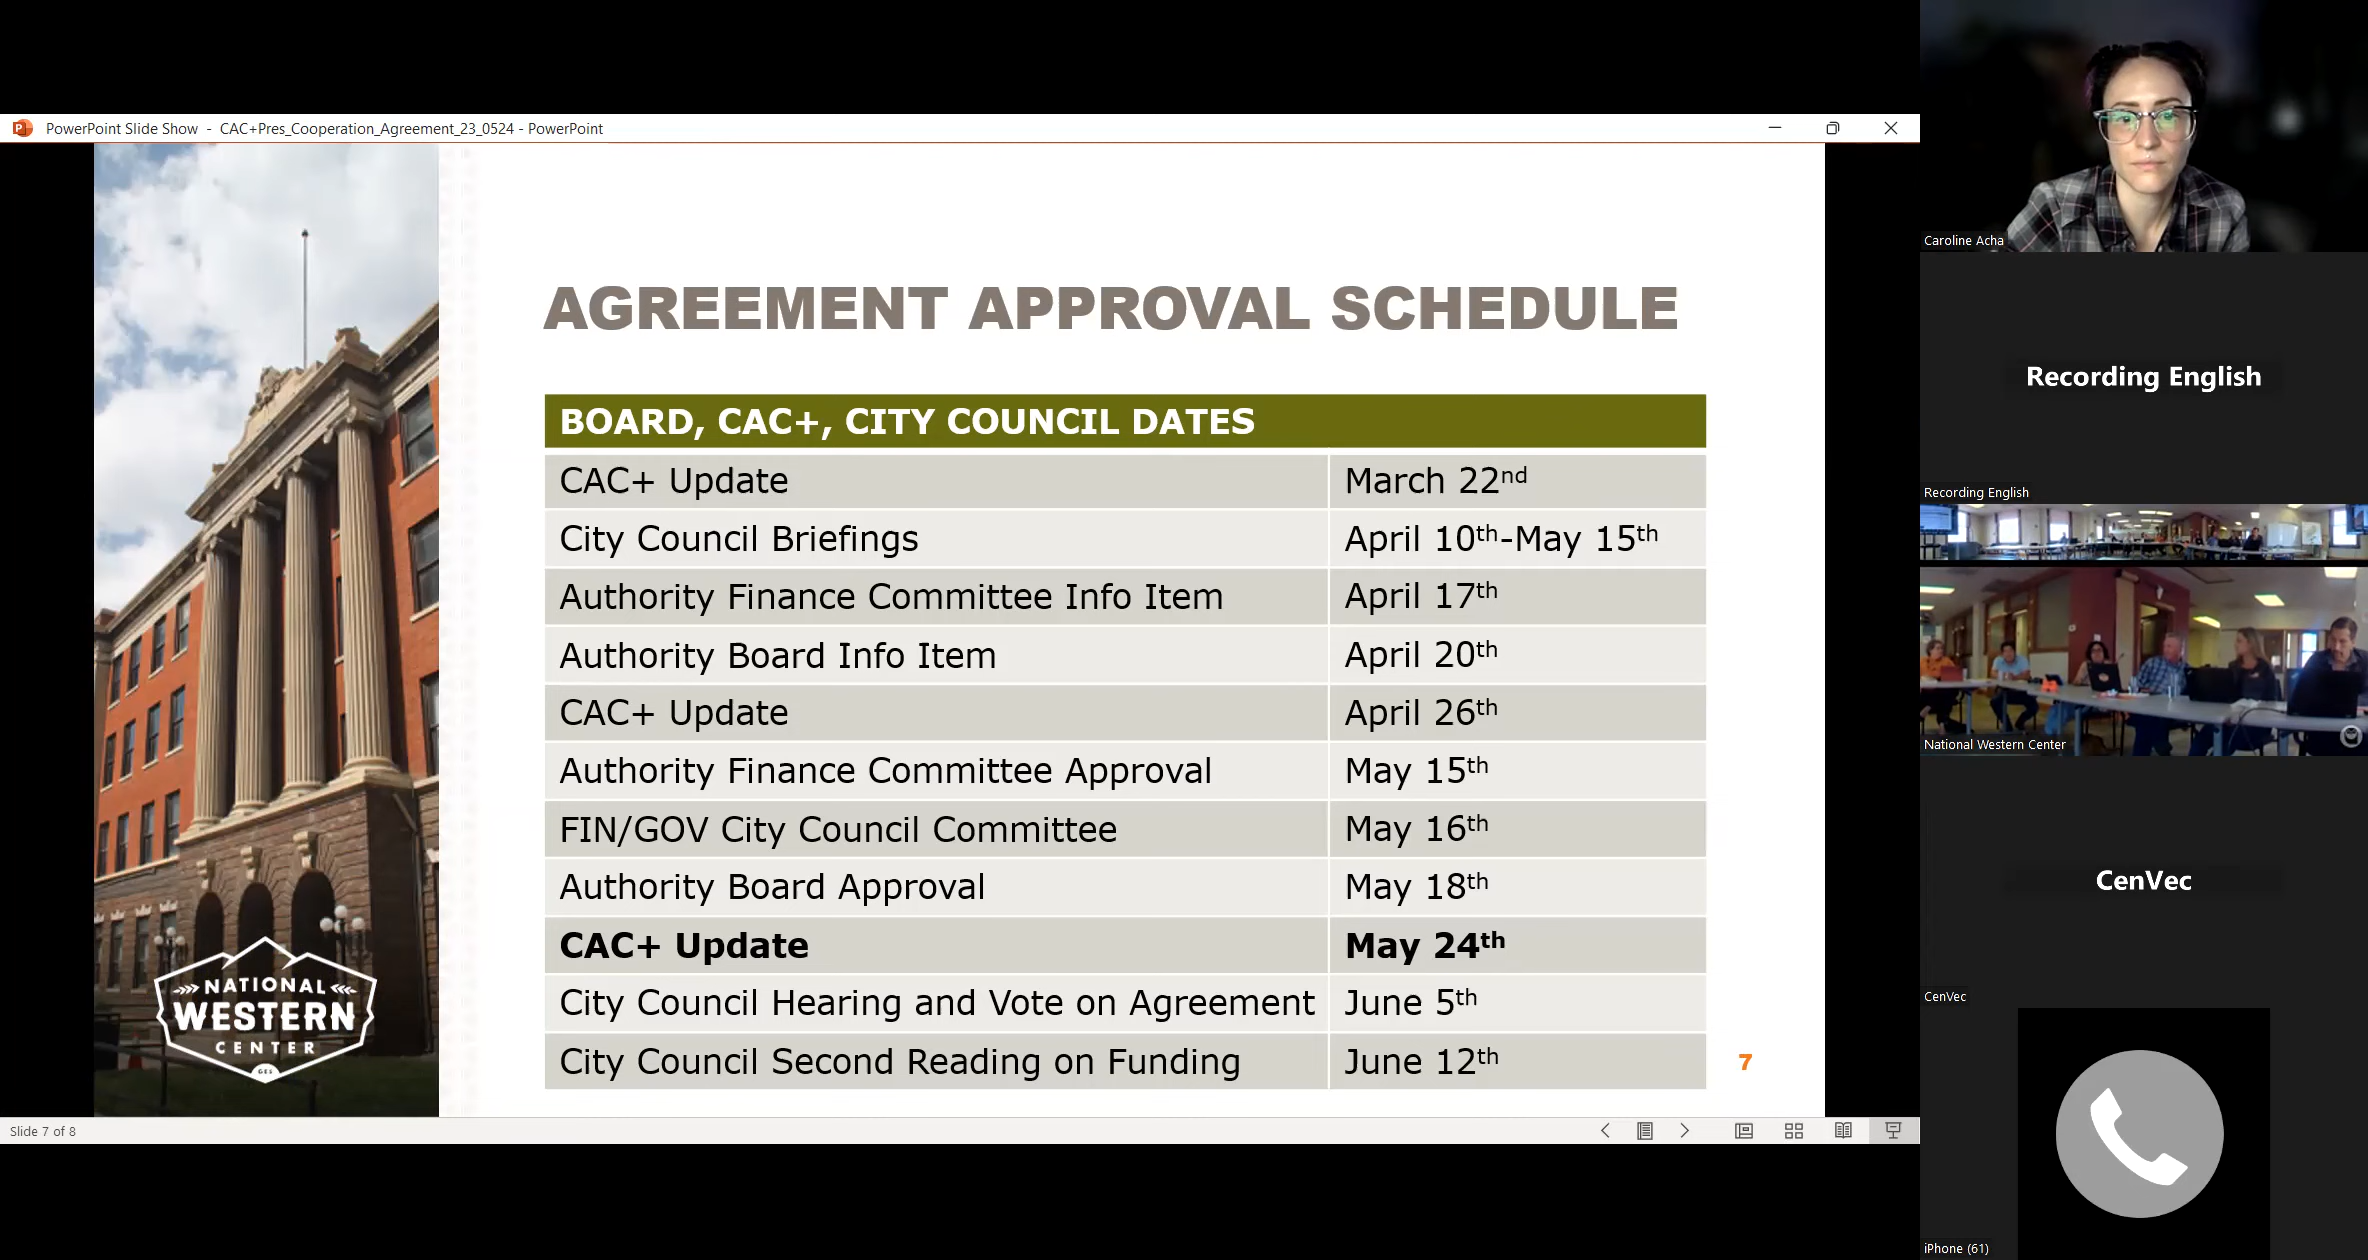 PowerPoint Slide Show - CAC+Pres_Cooperation_Agreement_23_0524 - PowerPoint
AGREEMENT APPROVAL SCHEDULE
BOARD, CAC+, CITY COUNCIL DATES
CAC+ Update March 22nd
City Council Briefings April 10th-May 15th
Authority Finance Committee Info Item April 17th
Authority Board Info Item April 20th
CAC+ Update April 26th
Authority Finance Committee Approval May 15th
FIN/GOV City Council Committee May 16th
Authority Board Approval May 18th
CAC+ Update May 24th
City Council Hearing and Vote on Agreement June 5th
City Council Second Reading on Funding June 12th
7
NATIONAL
WESTERN
CENTER
GES
Slide 7 of 8
Caroline Acha
Recording English
Recording English
National Western Center
CenVec
CenVec
iPhone (61)